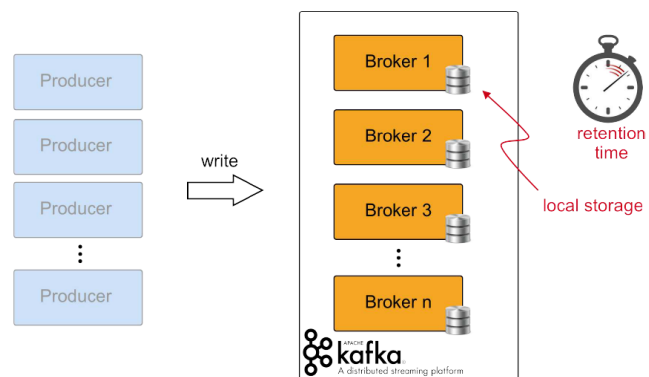 Producer
Producer
Producer
Producer
write
Broker 1
Broker 2
Broker 3
Broker n
retention
time
local storage
APACHE
kafka
A distributed streaming platform